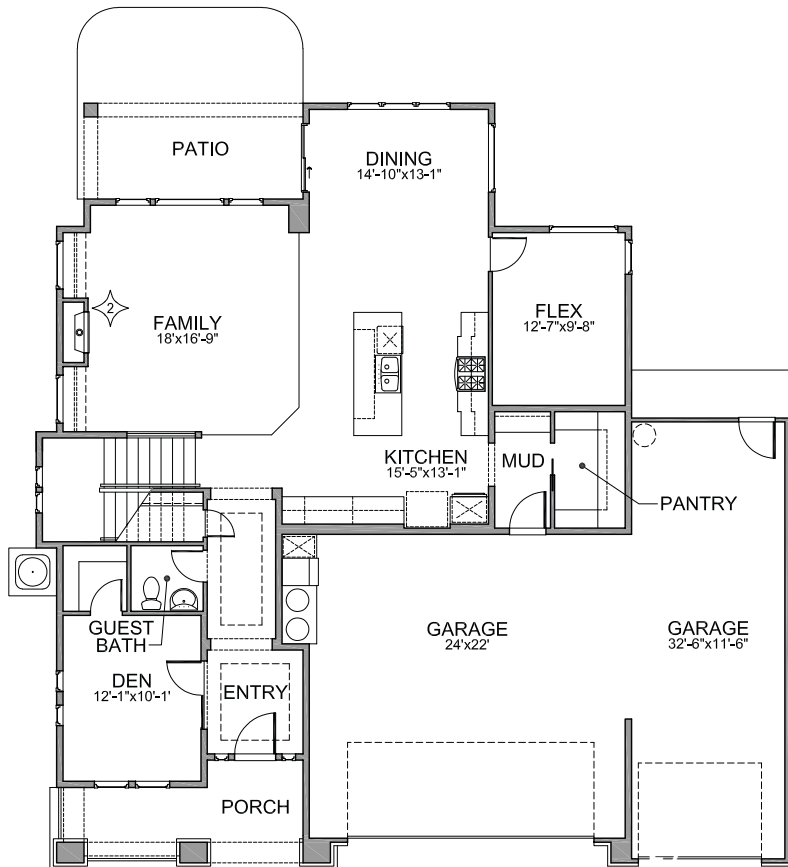 PATIO
DINING
14'-10"x13'-1"
2
FAMILY
18'x16'-9"
FLEX
12'-7"x9'-8"
KITCHEN
15'-5"x13'-1"
MUD
PANTRY
GUEST
BATH
GARAGE
24'x22'
GARAGE
32'-6"x11'-6"
DEN
12'-1"x10'-1'
ENTRY
PORCH